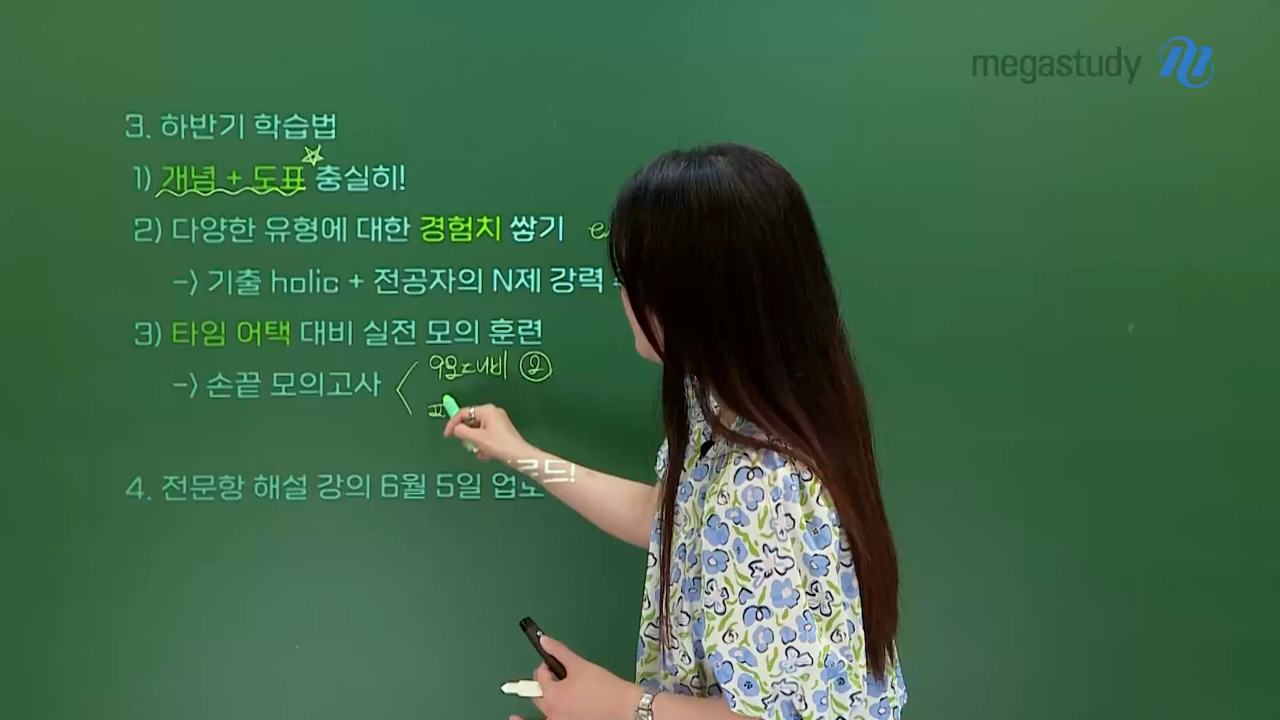 megastudy
3. 하반기 학습법
1) 개념 + 도표 충실히!
2) 다양한 유형에 대한 경험치 쌓기
-> 기출 holic + 전공자의 N제 강력
3) 타임 어택 대비 실전 모의 훈련
9모대비 ②
-> 손끝 모의고사
4. 전문항 해설 강의 6월 5일